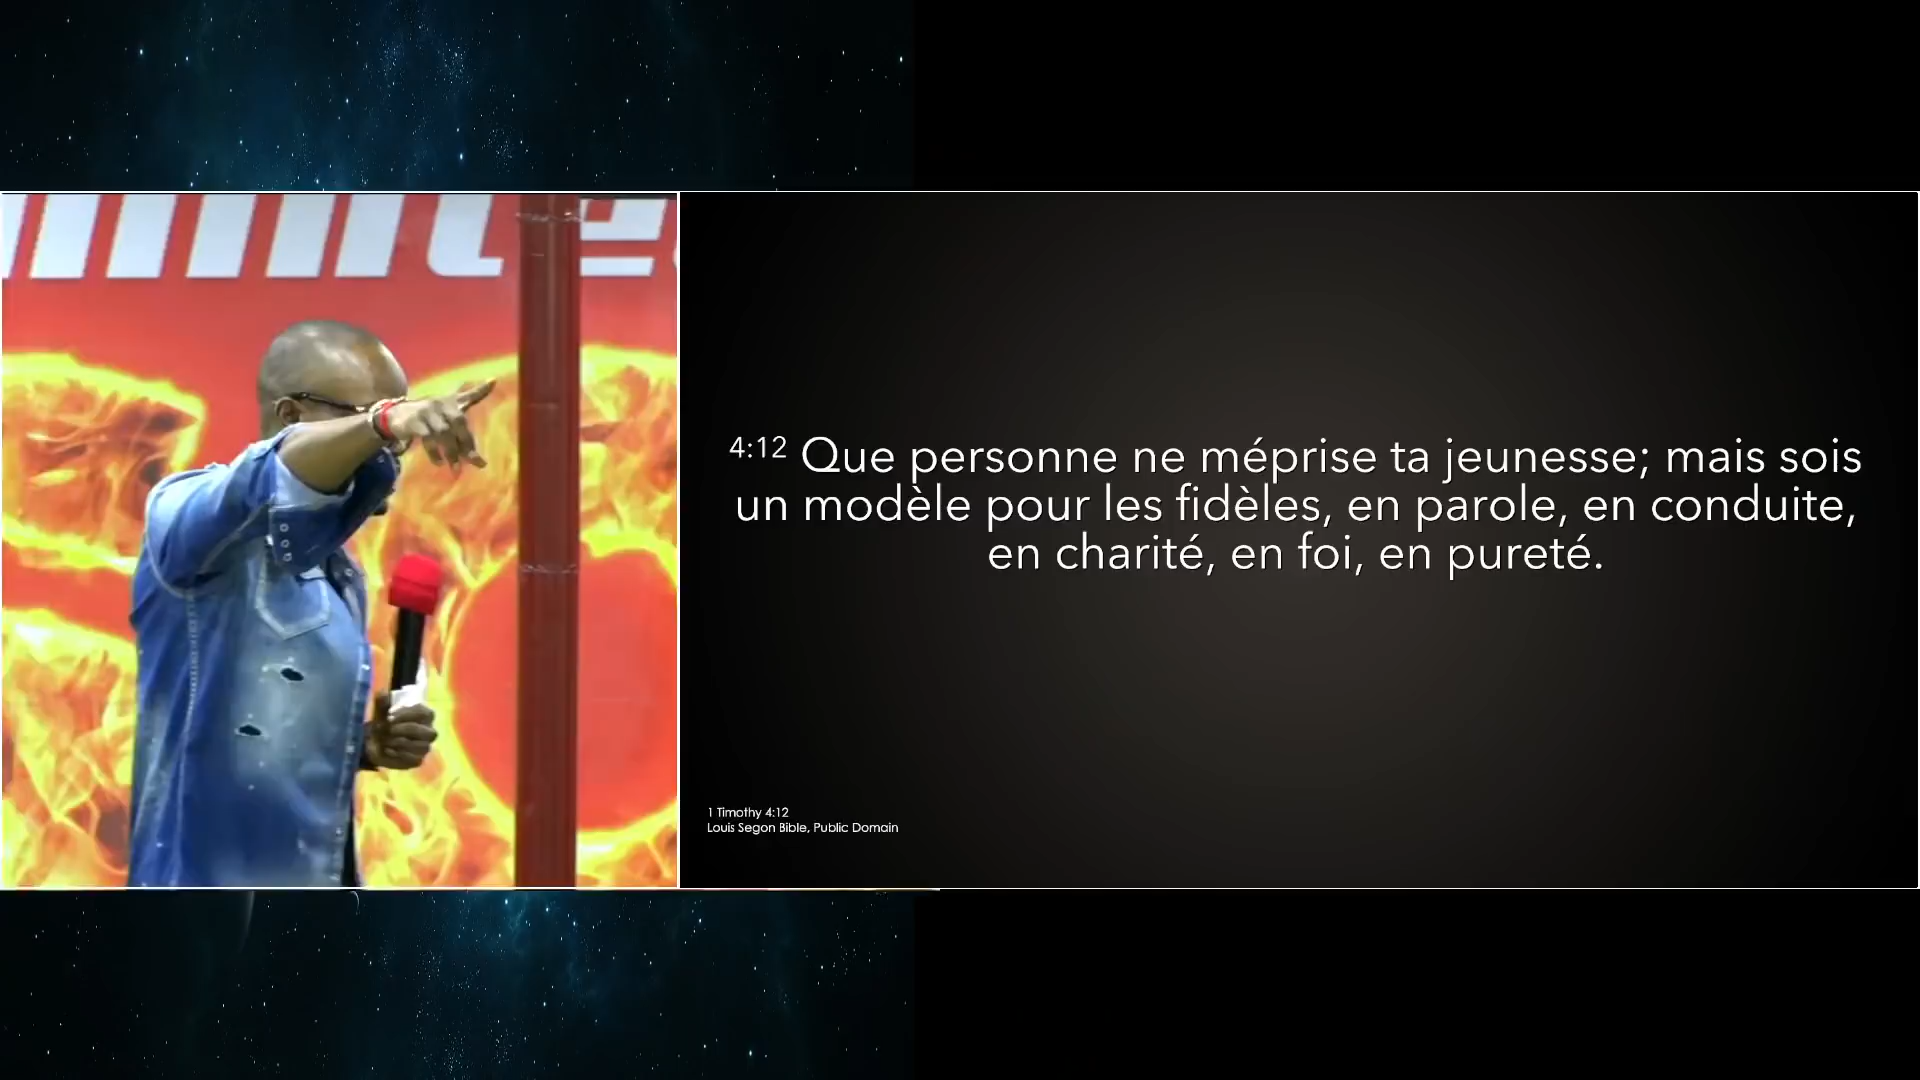 4:12 Que personne ne méprise ta jeunesse; mais sois
un modèle pour les fidèles, en parole, en conduite,
en charité, en foi, en pureté.
1 Timothy 4:12
Louis Segon Bible, Public Domain